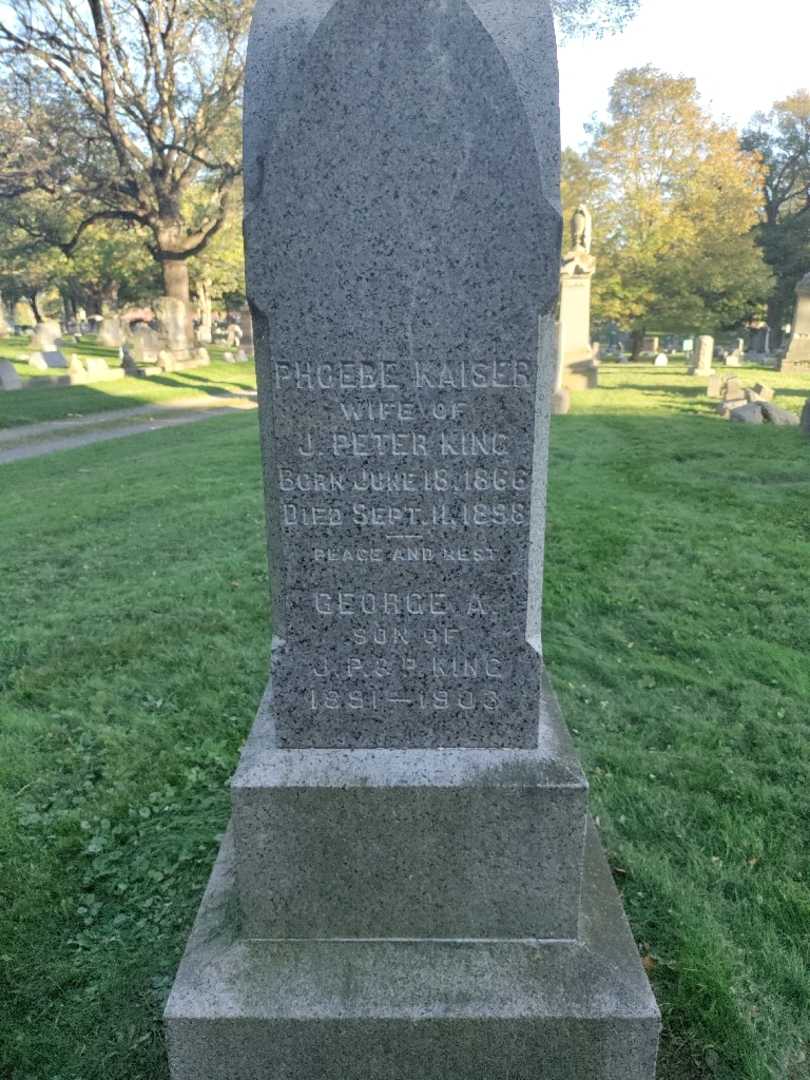 PHOEBE KAISER
WIFE OF
J. PETER KING
BORN JUNE 18, 1866
DIED SEPT. 11, 1898
PEACE AND REST
GEORGE A.
SON OF
J. P. & P. KING
1891—1903